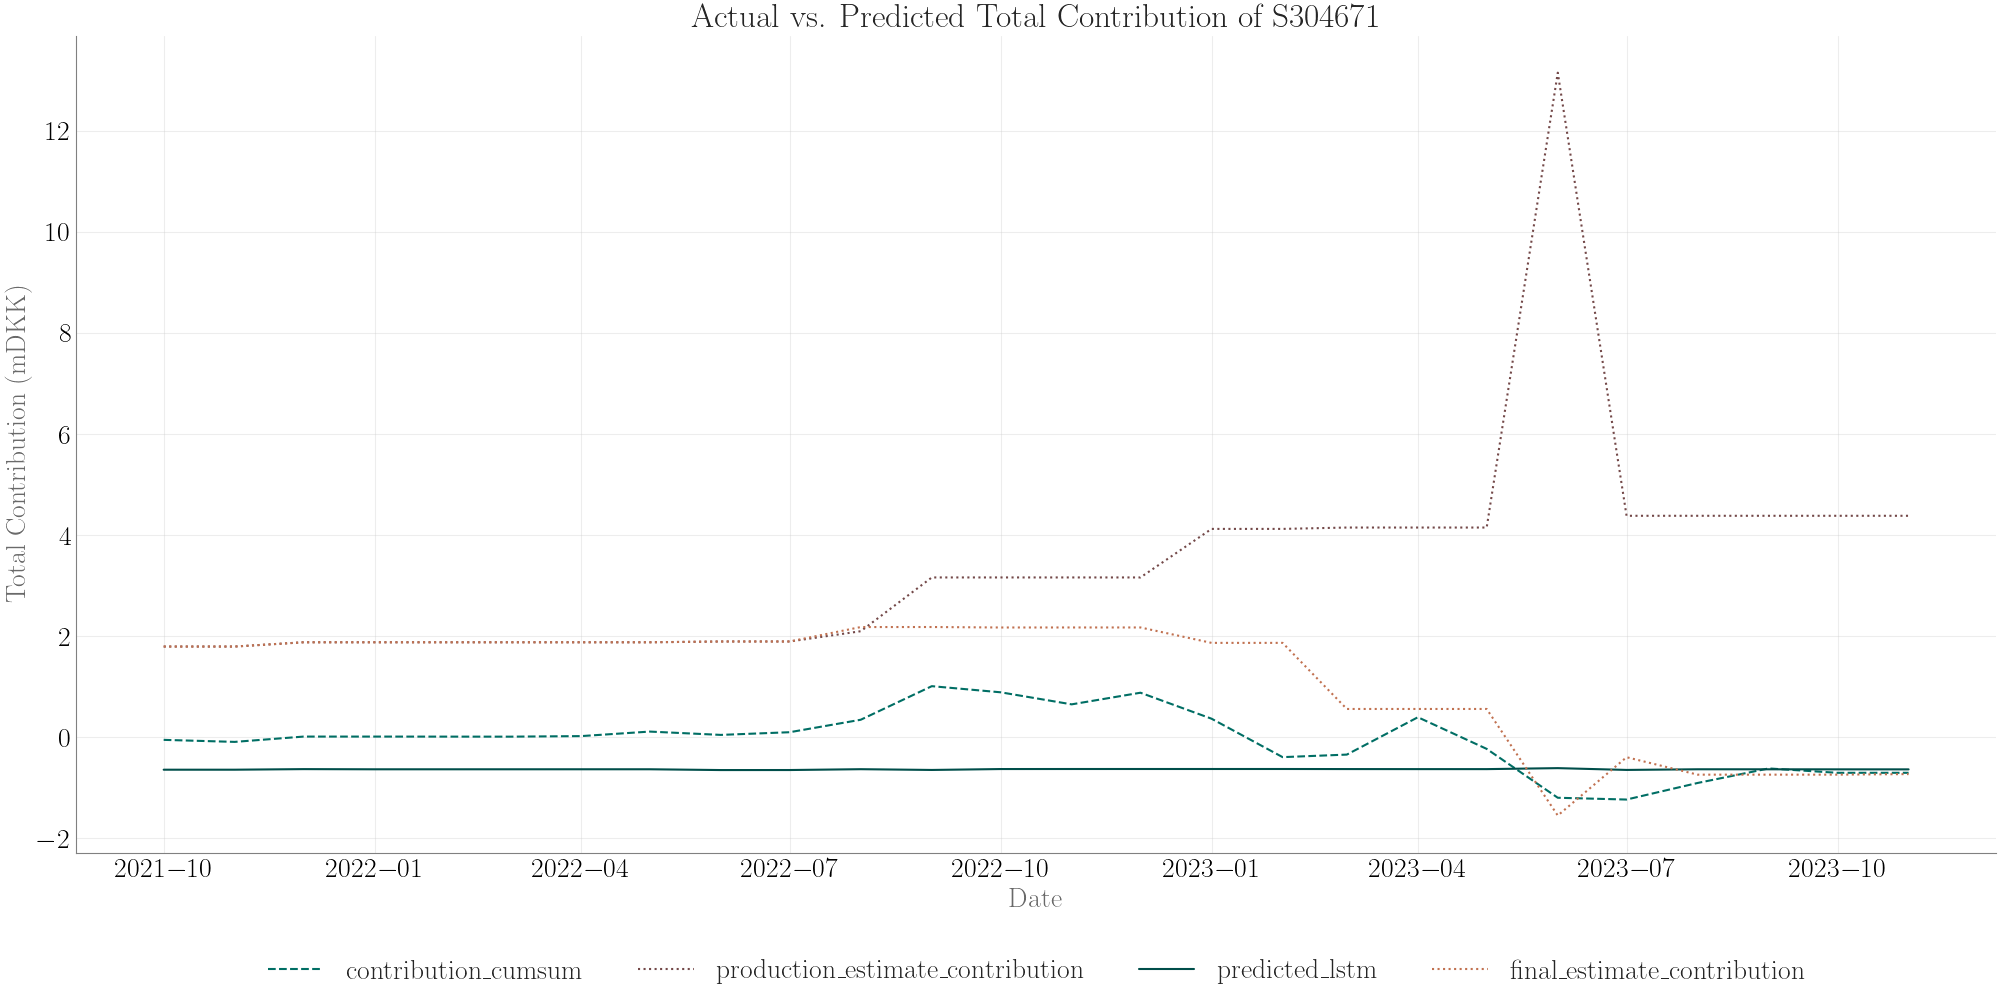 Actual vs. Predicted Total Contribution of S304671
Total Contribution (mDKK)
12
10
8
6
4
2
0
−2
2021−10 2022−01 2022−04 2022−07 2022−10 2023−01 2023−04 2023−07 2023−10
Date
contribution_cumsum production_estimate_contribution predicted_lstm final_estimate_contribution